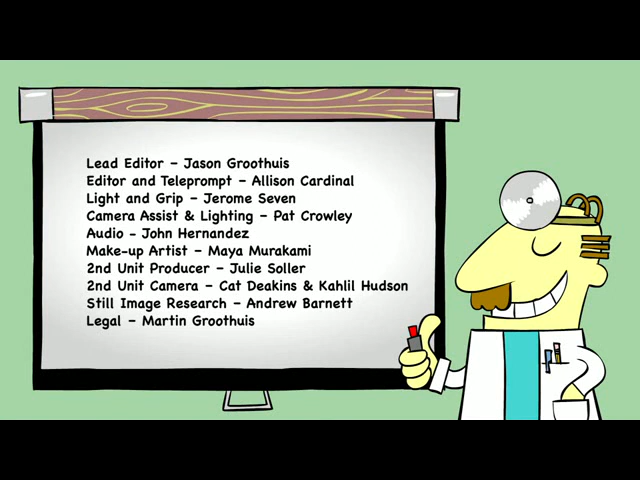 Lead Editor – Jason Groothuis
Editor and Teleprompt – Allison Cardinal
Light and Grip – Jerome Seven
Camera Assist & Lighting – Pat Crowley
Audio - John Hernandez
Make-up Artist – Maya Murakami
2nd Unit Producer – Julie Soller
2nd Unit Camera – Cat Deakins & Kahlil Hudson
Still Image Research – Andrew Barnett
Legal – Martin Groothuis